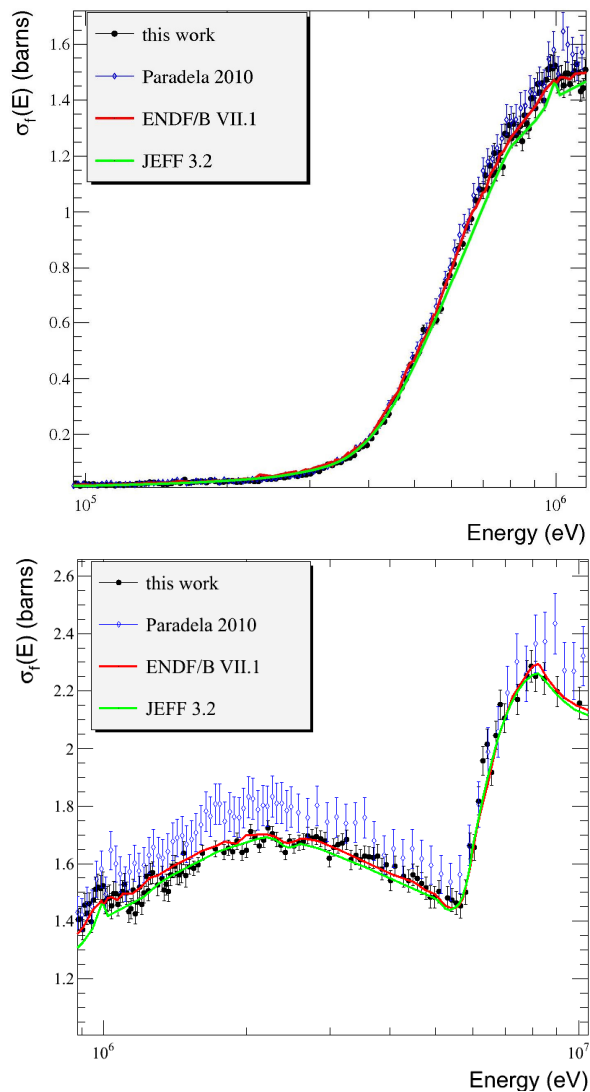 σf(E) (barns)
1.6
1.4
1.2
1
0.8
0.6
0.4
0.2
this work
Paradela 2010
ENDF/B VII.1
JEFF 3.2
10^5
10^6
Energy (eV)
σf(E) (barns)
2.6
2.4
2.2
2
1.8
1.6
1.4
1.2
this work
Paradela 2010
ENDF/B VII.1
JEFF 3.2
10^6
10^7
Energy (eV)